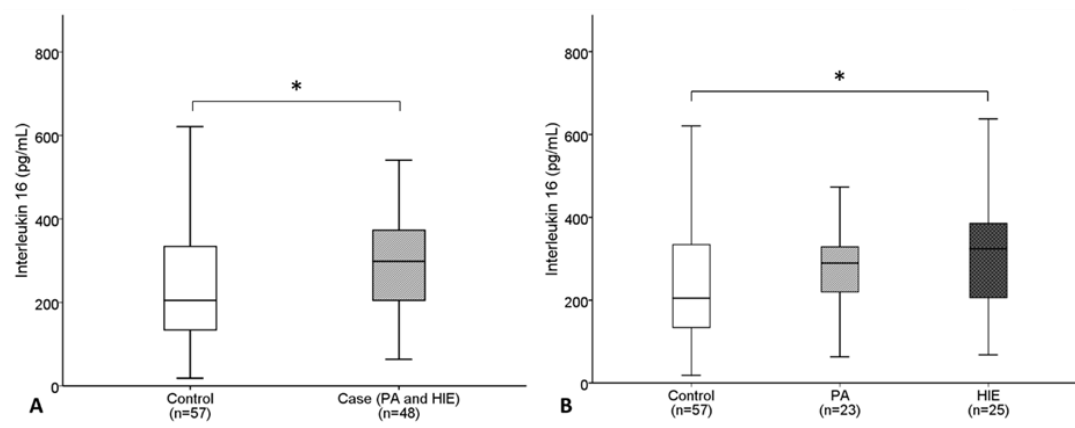 800
600
400
200
0
Interleukin 16 (pg/mL)
*
Control
(n=57)
Case (PA and HIE)
(n=48)
A
800
600
400
200
0
Interleukin 16 (pg/mL)
*
Control
(n=57)
PA
(n=23)
HIE
(n=25)
B